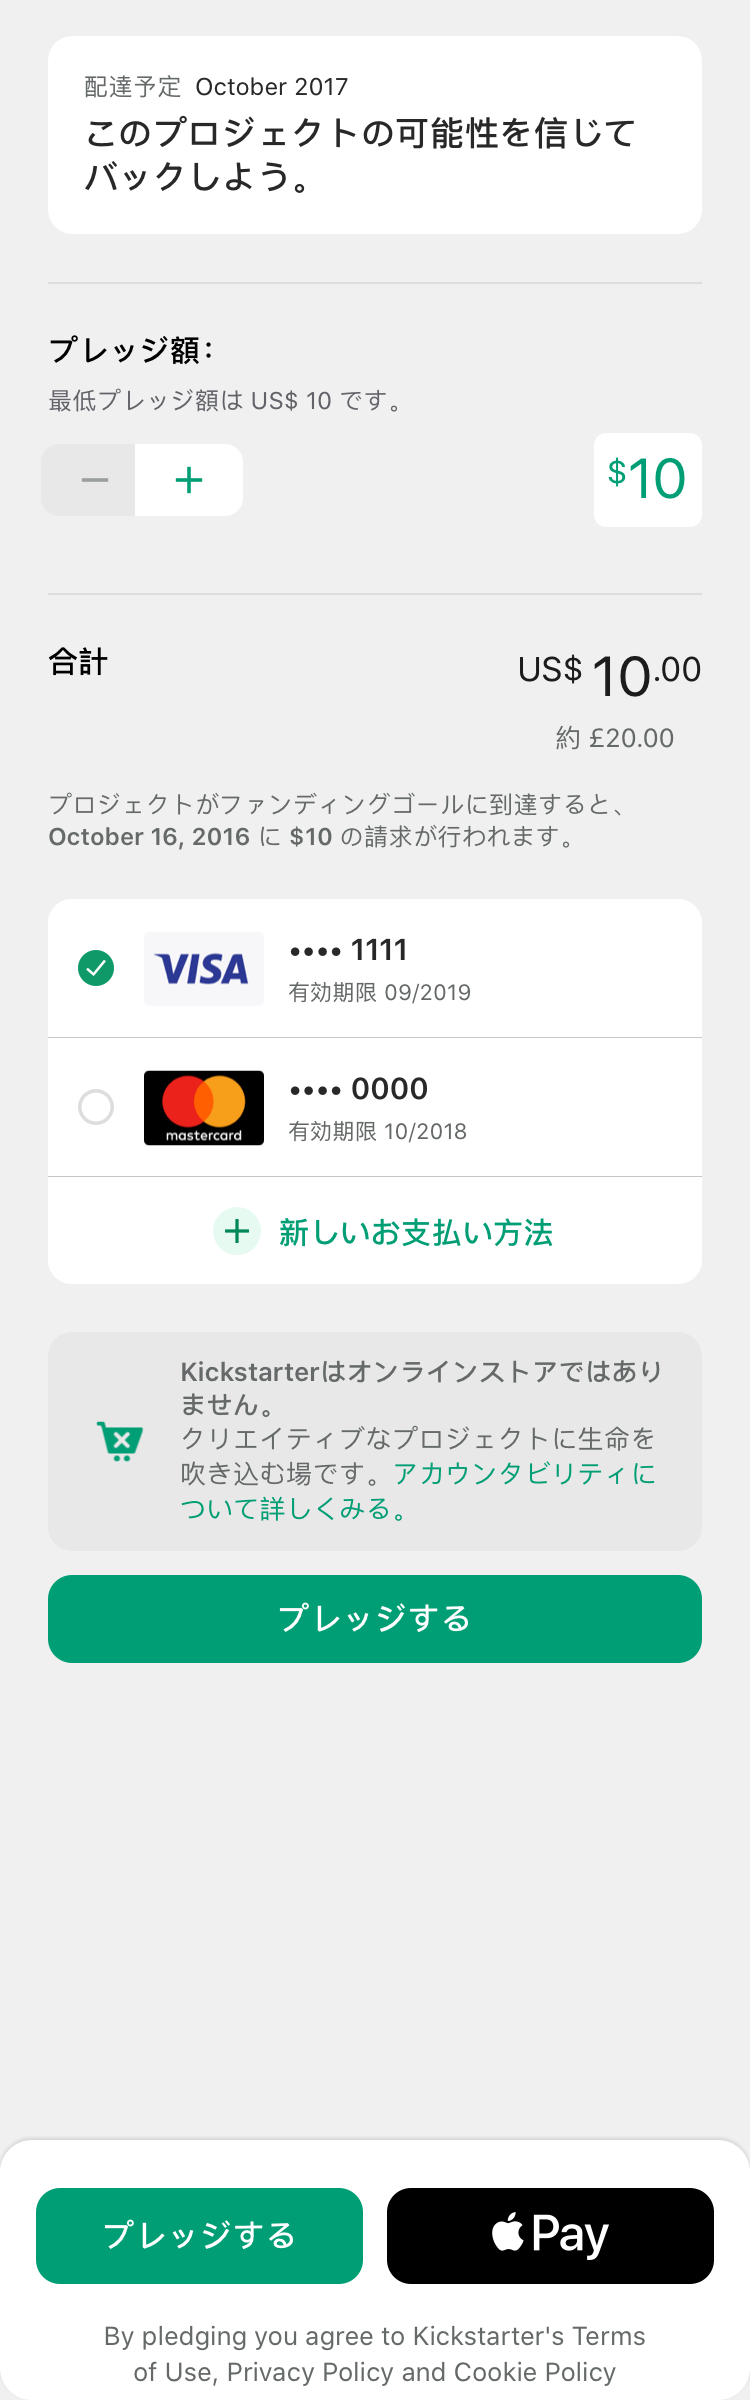 配達予定 October 2017
このプロジェクトの可能性を信じて
バックしよう。
プレッジ額：
最低プレッジ額は US$ 10 です。
− +
$10
合計
US$ 10.00
約 £20.00
プロジェクトがファンディングゴールに到達すると、
October 16, 2016 に $10 の請求が行われます。
VISA
•••• 1111
有効期限 09/2019
mastercard
•••• 0000
有効期限 10/2018
+ 新しいお支払い方法
Kickstarterはオンラインストアではあり
ません。
クリエイティブなプロジェクトに生命を
吹き込む場です。アカウンタビリティに
ついて詳しくみる。
プレッジする
プレッジする
Pay
By pledging you agree to Kickstarter's Terms
of Use, Privacy Policy and Cookie Policy